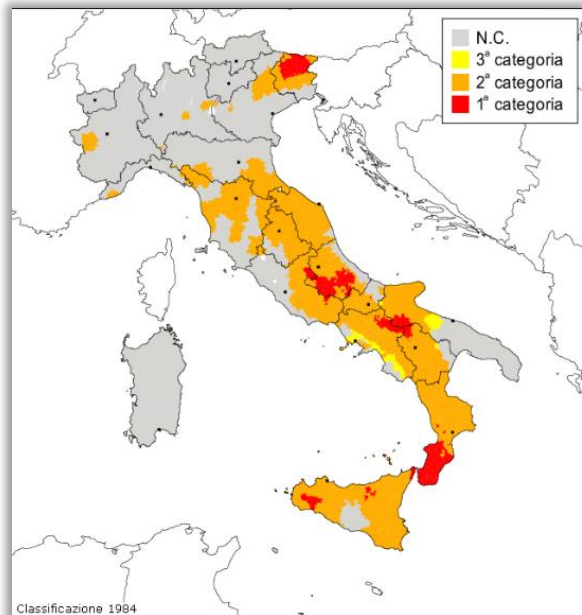 N.C.
3ª categoria
2ª categoria
1ª categoria
Classificazione 1984